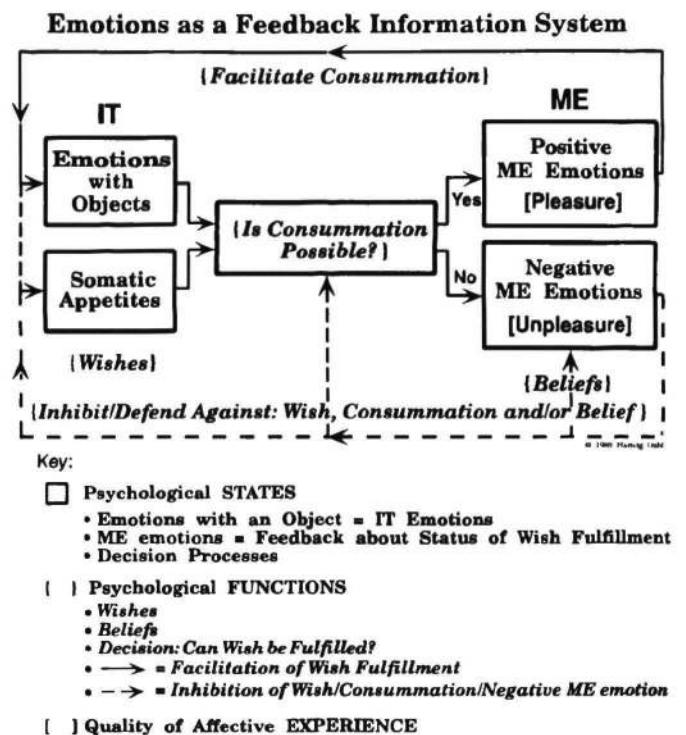 Emotions as a Feedback Information System
{Facilitate Consummation}
IT
ME
Emotions
with
Objects
Positive
ME Emotions
[Pleasure]
Yes
{Is Consummation
Possible?}
Somatic
Appetites
No
Negative
ME Emotions
[Unpleasure]
{Wishes}
{Beliefs}
{Inhibit/Defend Against: Wish, Consummation and/or Belief}
Key:
Psychological STATES
• Emotions with an Object = IT Emotions
• ME emotions = Feedback about Status of Wish Fulfillment
• Decision Processes
{ } Psychological FUNCTIONS
• Wishes
• Beliefs
• Decision: Can Wish be Fulfilled?
• → = Facilitation of Wish Fulfillment
• --> = Inhibition of Wish/Consummation/Negative ME emotion
[ ] Quality of Affective EXPERIENCE